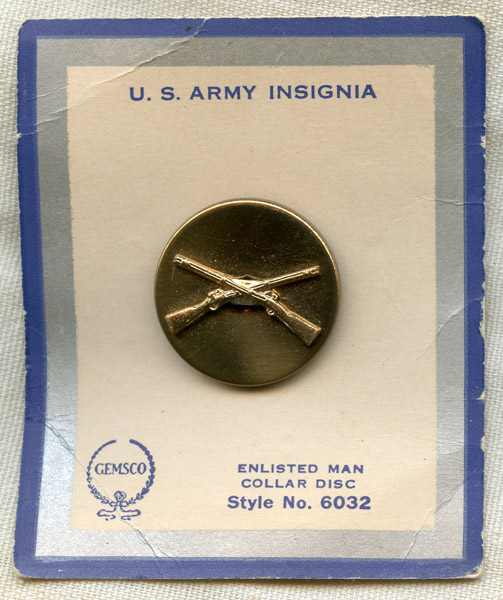 U. S. ARMY INSIGNIA
GEMSCO
ENLISTED MAN
COLLAR DISC
Style No. 6032